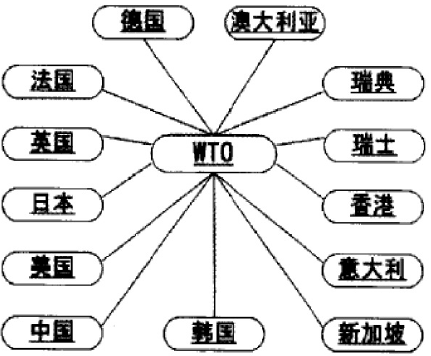 德国
澳大利亚
法国
瑞典
英国
WTO
瑞士
日本
香港
美国
意大利
中国
韩国
新加坡